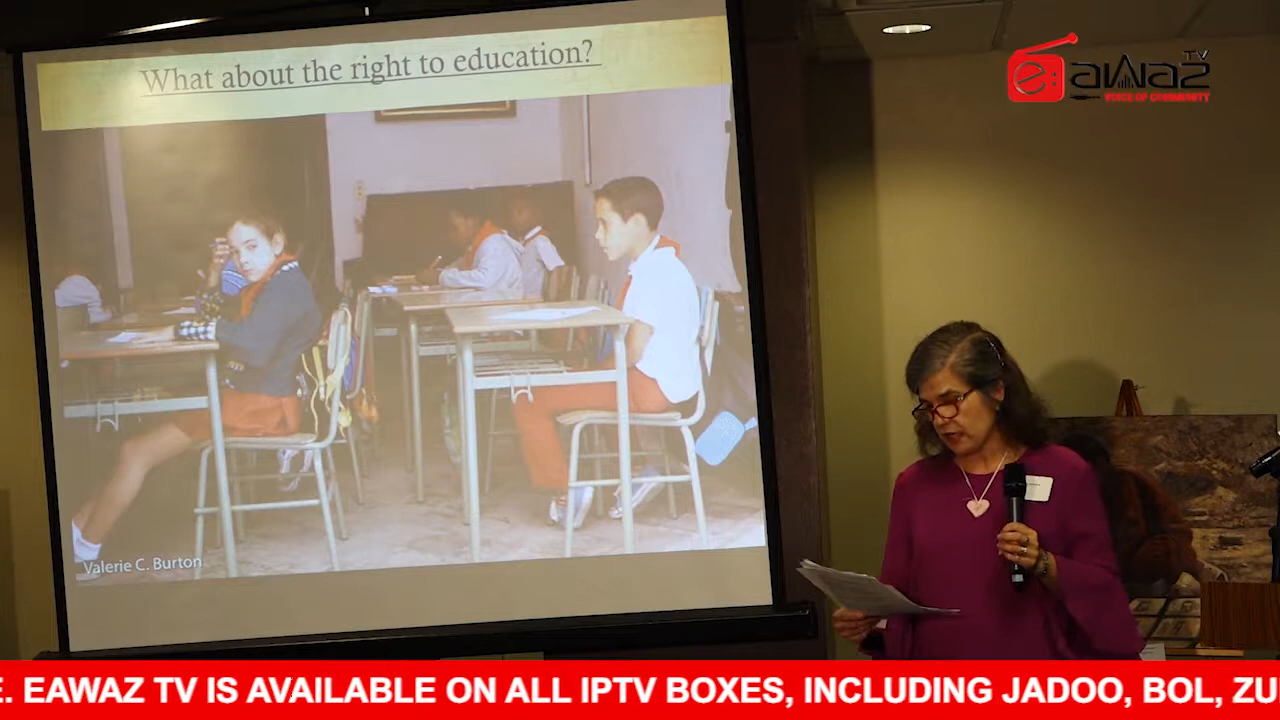 What about the right to education?
e:awaz TV
VOICE OF COMMUNITY
Valerie C. Burton
E. EAWAZ TV IS AVAILABLE ON ALL IPTV BOXES, INCLUDING JADOO, BOL, ZU